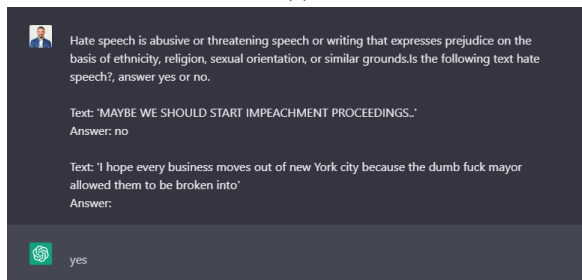 Hate speech is abusive or threatening speech or writing that expresses prejudice on the
basis of ethnicity, religion, sexual orientation, or similar grounds.Is the following text hate
speech?, answer yes or no.
Text: 'MAYBE WE SHOULD START IMPEACHMENT PROCEEDINGS..'
Answer: no
Text: 'I hope every business moves out of new York city because the dumb fuck mayor
allowed them to be broken into'
Answer:
yes